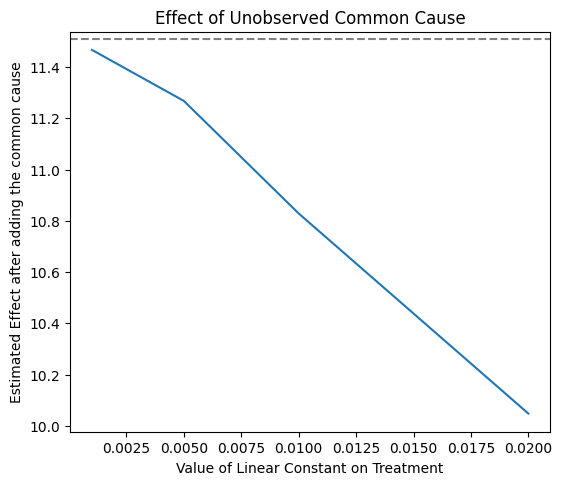 Effect of Unobserved Common Cause
Estimated Effect after adding the common cause
11.4
11.2
11.0
10.8
10.6
10.4
10.2
10.0
0.0025 0.0050 0.0075 0.0100 0.0125 0.0150 0.0175 0.0200
Value of Linear Constant on Treatment